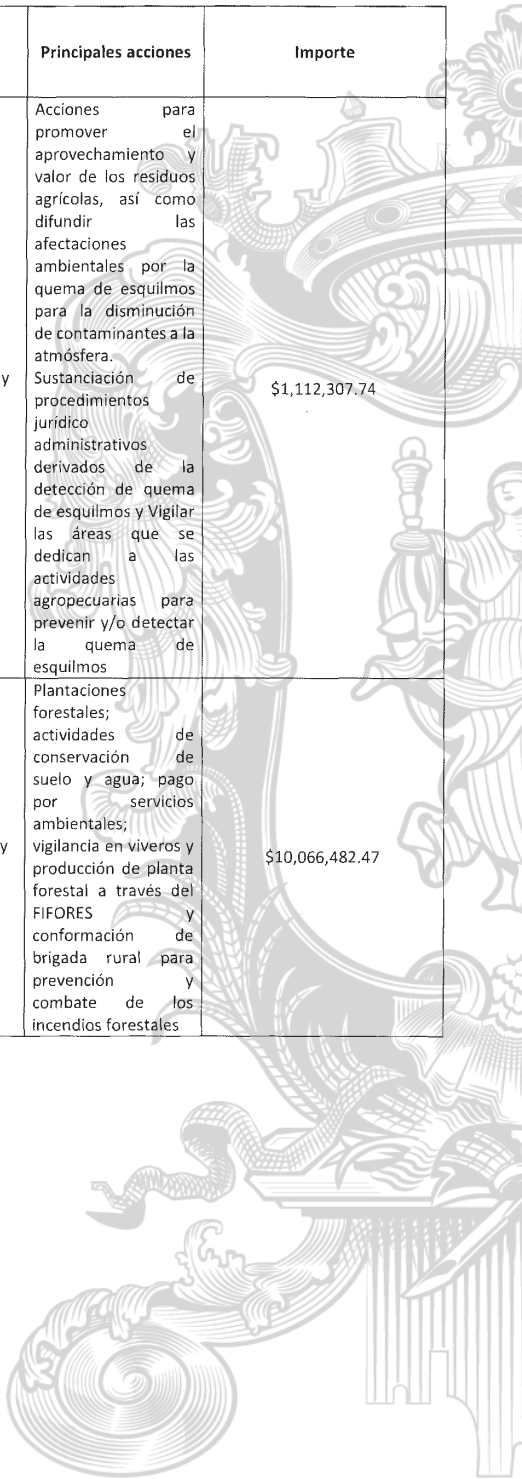 Principales acciones Importe
Acciones para
promover el
aprovechamiento y
valor de los residuos
agrícolas, así como
difundir las
afectaciones
ambientales por la
quema de esquilmos
para la disminución
de contaminantes a la
atmósfera.
y Sustanciación de
procedimientos $1,112,307.74
jurídico
administrativos
derivados de la
detección de quema
de esquilmos y Vigilar
las áreas que se
dedican a las
actividades
agropecuarias para
prevenir y/o detectar
la quema de
esquilmos
Plantaciones
forestales;
actividades de
conservación de
suelo y agua; pago
por servicios
ambientales;
y vigilancia en viveros y
producción de planta $10,066,482.47
forestal a través del
FIFORES y
conformación de
brigada rural para
prevención y
combate de los
incendios forestales